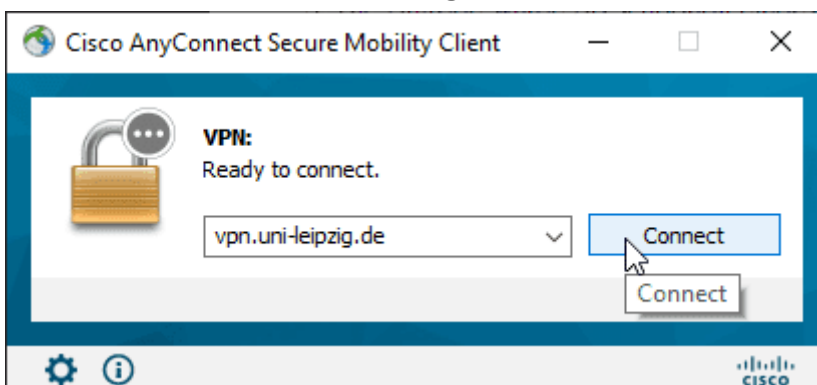 Cisco AnyConnect Secure Mobility Client
VPN:
Ready to connect.
vpn.uni-leipzig.de
Connect
Connect
CISCO